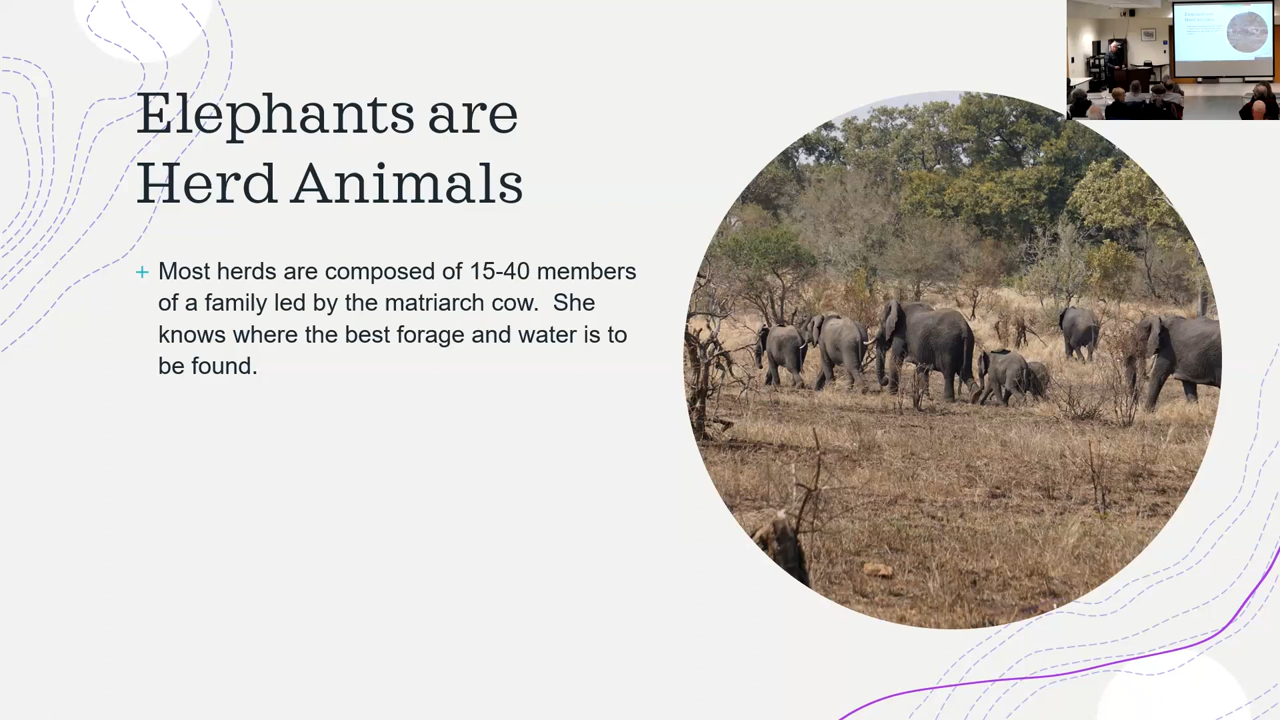 Elephants are
Herd Animals
+ Most herds are composed of 15-40 members
of a family led by the matriarch cow.  She
knows where the best forage and water is to
be found.